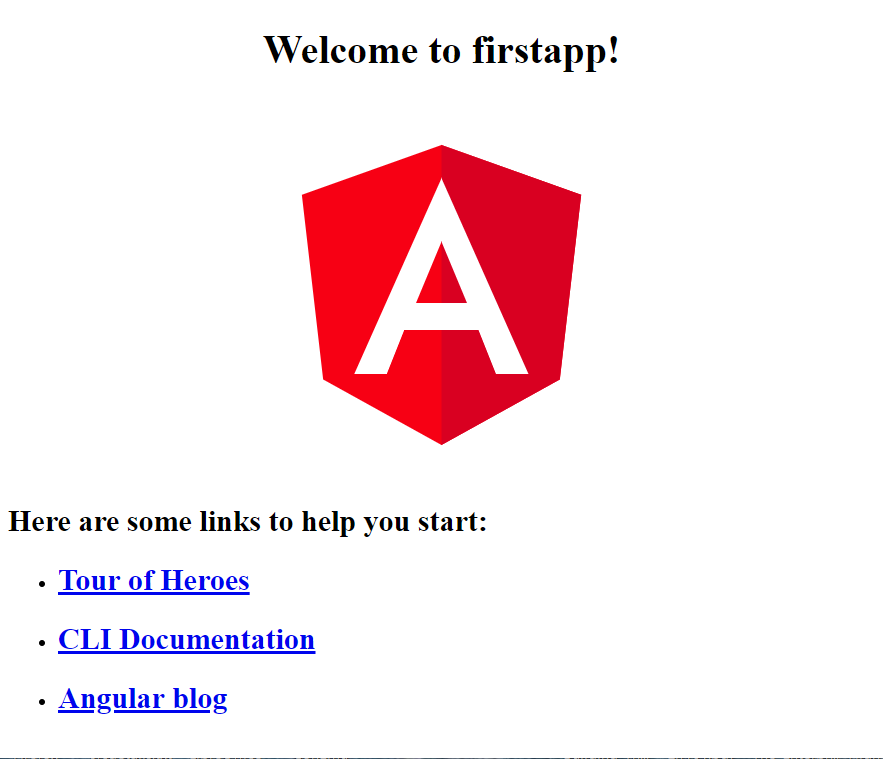 Welcome to firstapp!
A
Here are some links to help you start:
Tour of Heroes
CLI Documentation
Angular blog